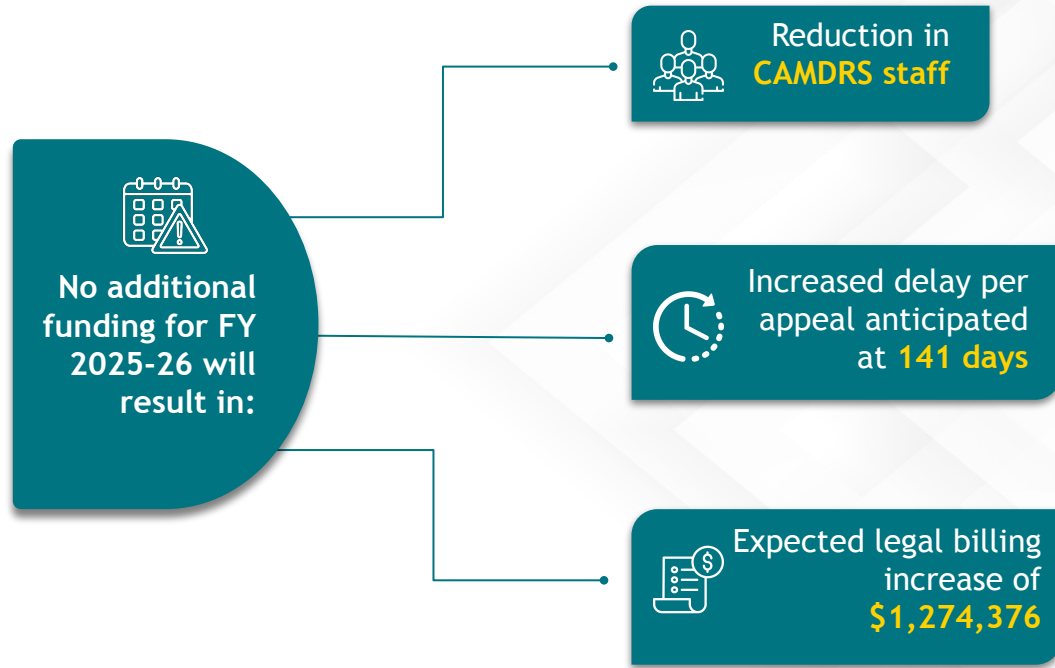 No additional
funding for FY
2025-26 will
result in:
Reduction in
CAMDRS staff
Increased delay per
appeal anticipated
at 141 days
Expected legal billing
increase of
$1,274,376